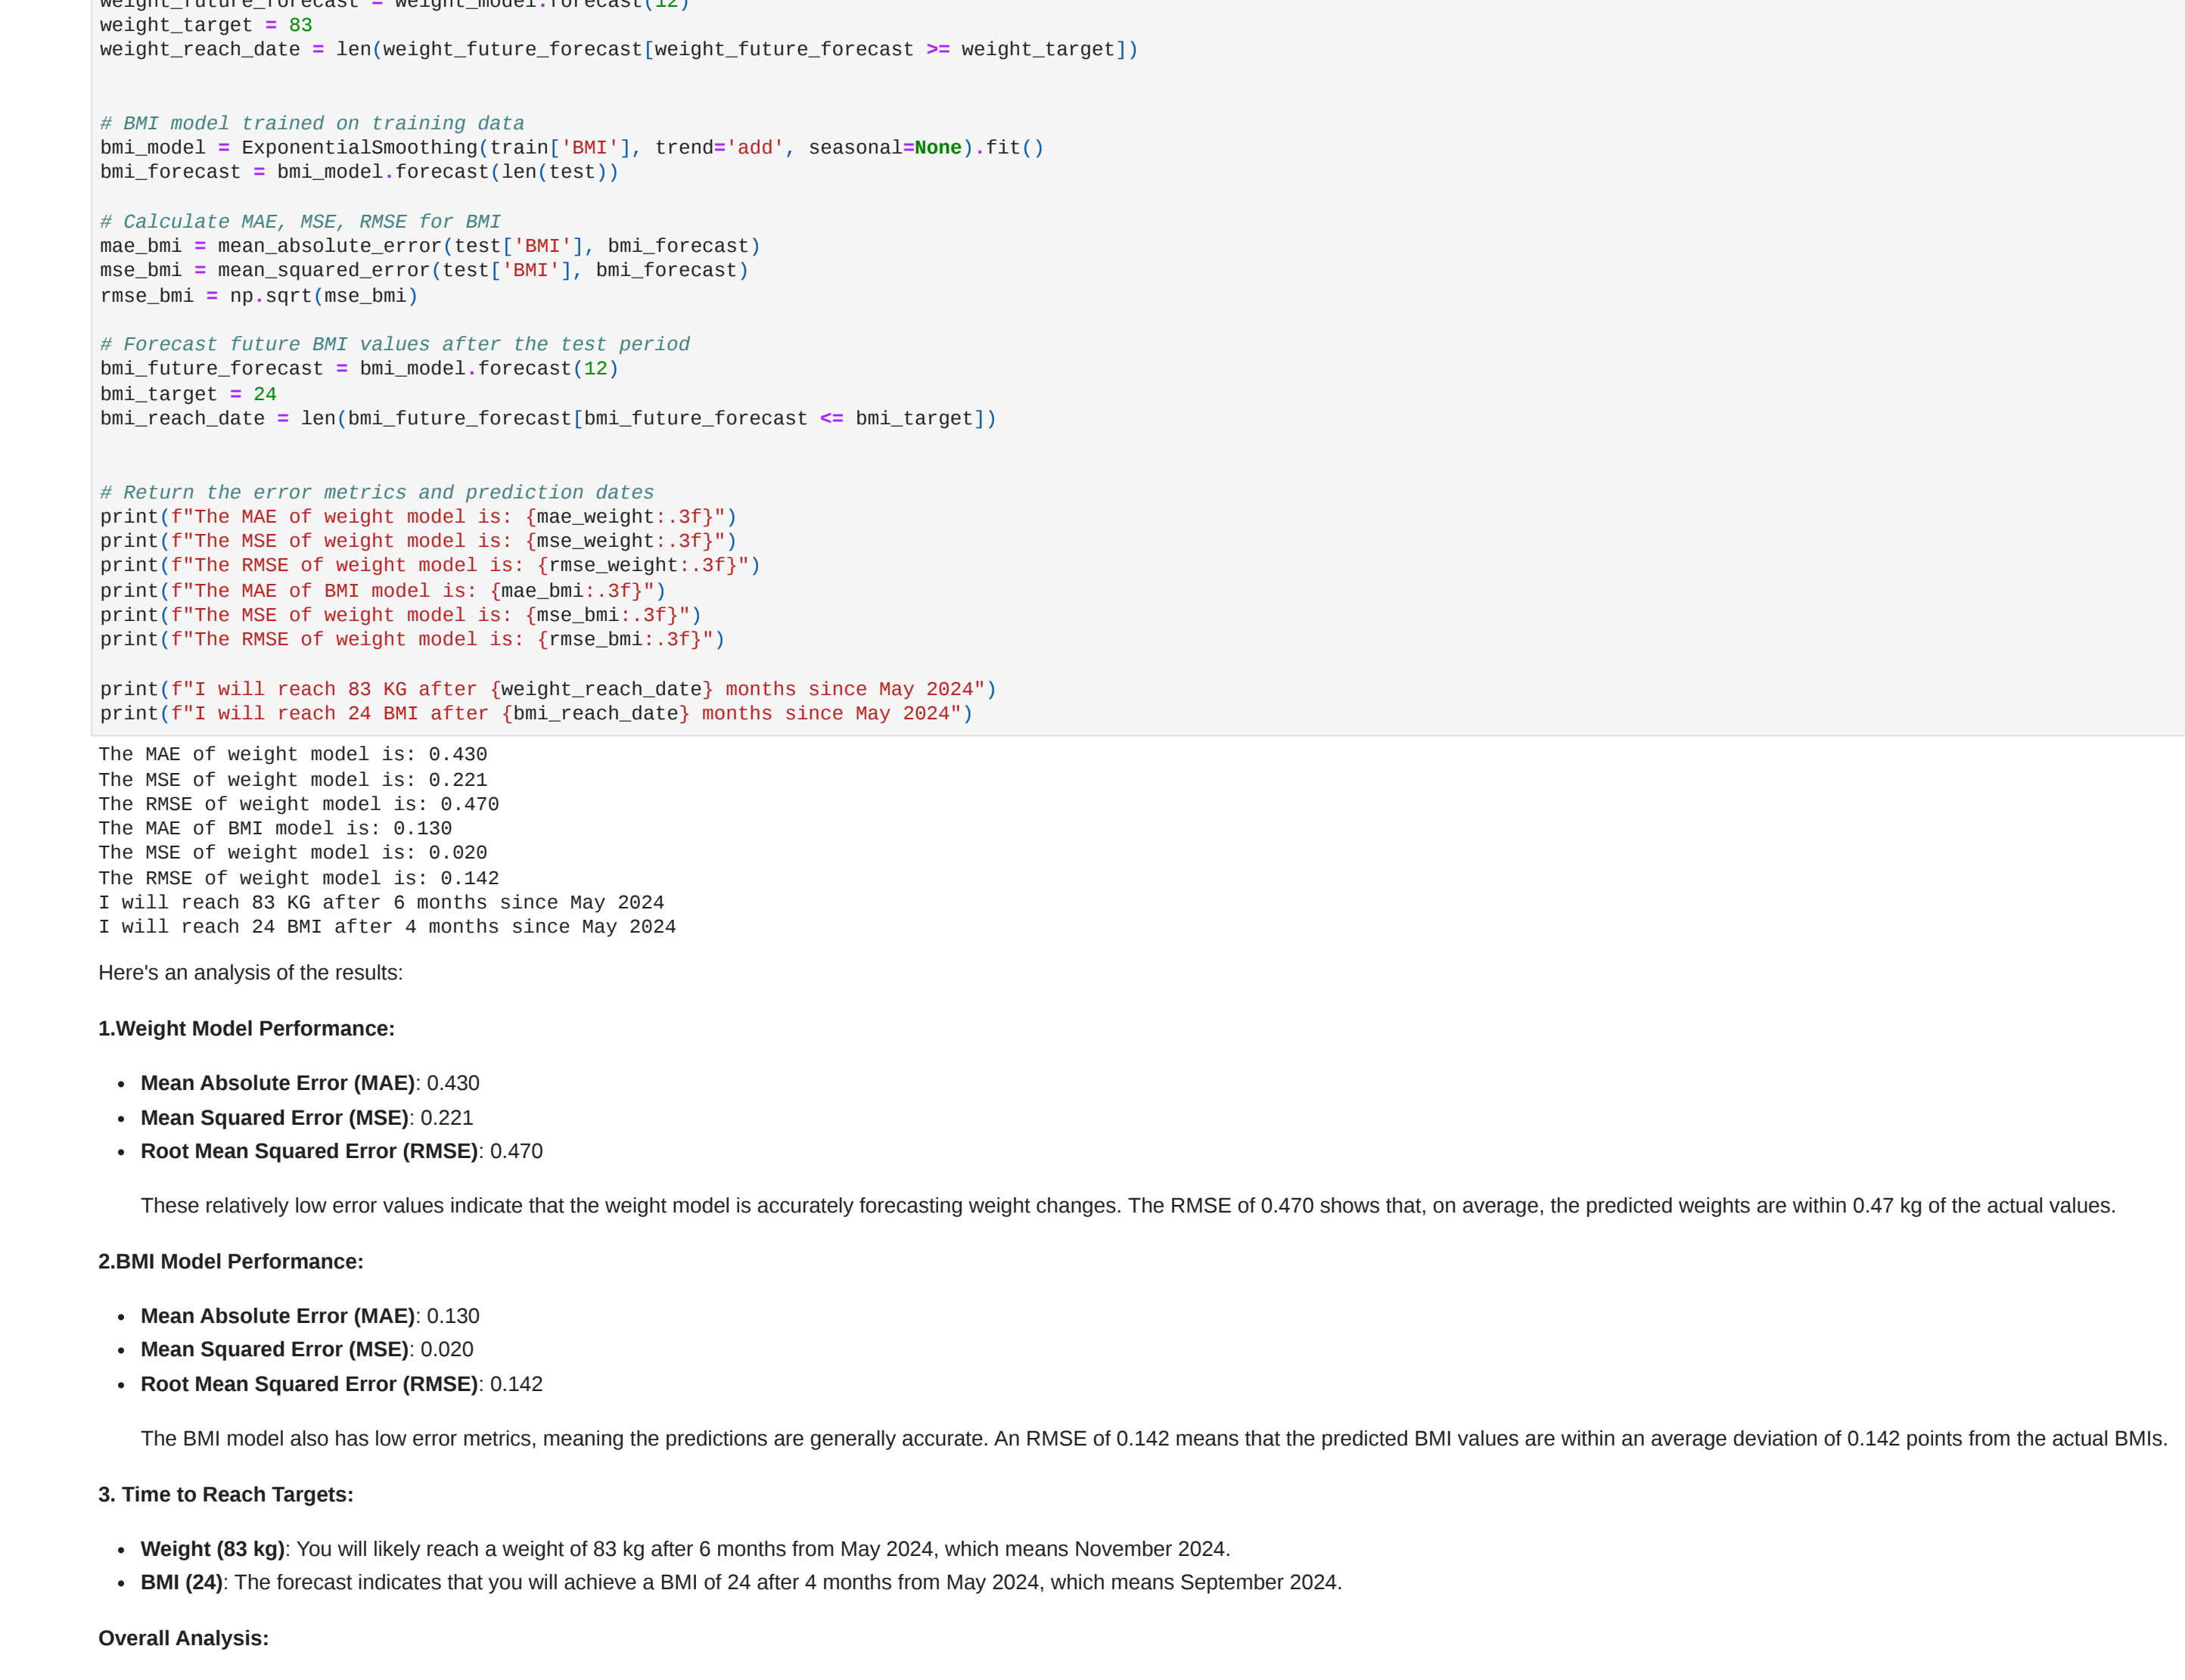 weight_future_forecast = weight_model.forecast(12)
weight_target = 83
weight_reach_date = len(weight_future_forecast[weight_future_forecast >= weight_target])
# BMI model trained on training data
bmi_model = ExponentialSmoothing(train['BMI'], trend='add', seasonal=None).fit()
bmi_forecast = bmi_model.forecast(len(test))
# Calculate MAE, MSE, RMSE for BMI
mae_bmi = mean_absolute_error(test['BMI'], bmi_forecast)
mse_bmi = mean_squared_error(test['BMI'], bmi_forecast)
rmse_bmi = np.sqrt(mse_bmi)
# Forecast future BMI values after the test period
bmi_future_forecast = bmi_model.forecast(12)
bmi_target = 24
bmi_reach_date = len(bmi_future_forecast[bmi_future_forecast <= bmi_target])
# Return the error metrics and prediction dates
print(f"The MAE of weight model is: {mae_weight:.3f}")
print(f"The MSE of weight model is: {mse_weight:.3f}")
print(f"The RMSE of weight model is: {rmse_weight:.3f}")
print(f"The MAE of BMI model is: {mae_bmi:.3f}")
print(f"The MSE of weight model is: {mse_bmi:.3f}")
print(f"The RMSE of weight model is: {rmse_bmi:.3f}")
print(f"I will reach 83 KG after {weight_reach_date} months since May 2024")
print(f"I will reach 24 BMI after {bmi_reach_date} months since May 2024")
The MAE of weight model is: 0.430
The MSE of weight model is: 0.221
The RMSE of weight model is: 0.470
The MAE of BMI model is: 0.130
The MSE of weight model is: 0.020
The RMSE of weight model is: 0.142
I will reach 83 KG after 6 months since May 2024
I will reach 24 BMI after 4 months since May 2024
Here's an analysis of the results:
1.Weight Model Performance:
• Mean Absolute Error (MAE): 0.430
• Mean Squared Error (MSE): 0.221
• Root Mean Squared Error (RMSE): 0.470
These relatively low error values indicate that the weight model is accurately forecasting weight changes. The RMSE of 0.470 shows that, on average, the predicted weights are within 0.47 kg of the actual values.
2.BMI Model Performance:
• Mean Absolute Error (MAE): 0.130
• Mean Squared Error (MSE): 0.020
• Root Mean Squared Error (RMSE): 0.142
The BMI model also has low error metrics, meaning the predictions are generally accurate. An RMSE of 0.142 means that the predicted BMI values are within an average deviation of 0.142 points from the actual BMIs.
3. Time to Reach Targets:
• Weight (83 kg): You will likely reach a weight of 83 kg after 6 months from May 2024, which means November 2024.
• BMI (24): The forecast indicates that you will achieve a BMI of 24 after 4 months from May 2024, which means September 2024.
Overall Analysis: